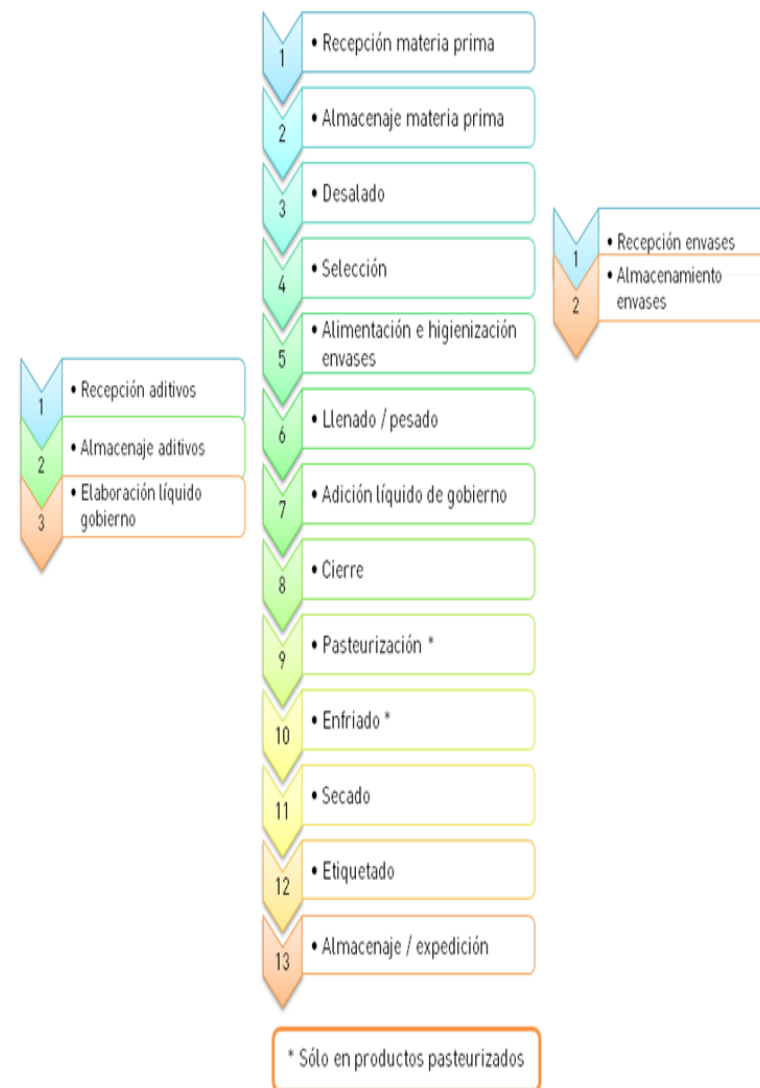 1
• Recepción materia prima
2
• Almacenaje materia prima
3
• Desalado
4
• Selección
5
• Alimentación e higienización
envases
6
• Llenado / pesado
7
• Adición líquido de gobierno
8
• Cierre
9
• Pasteurización *
10
• Enfriado *
11
• Secado
12
• Etiquetado
13
• Almacenaje / expedición
1
• Recepción aditivos
2
• Almacenaje aditivos
3
• Elaboración líquido
gobierno
1
• Recepción envases
2
• Almacenamiento
envases
* Sólo en productos pasteurizados